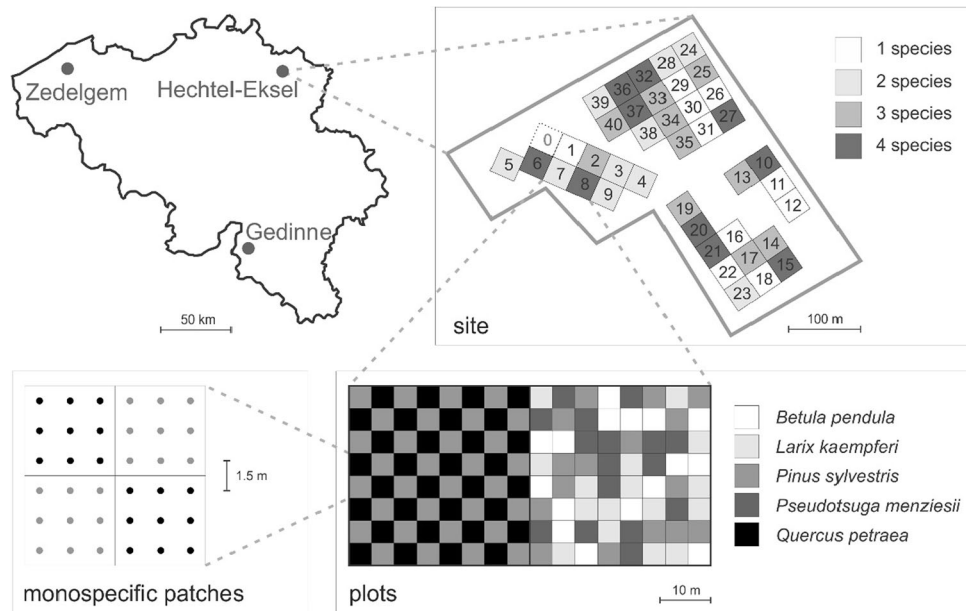 Zedelgem
Hechtel-Eksel
Gedinne
50 km
24
28
25
32
29
26
36
33
30
27
39
37
34
31
40
38
35
0
1
2
3
4
5
6
7
8
9
10
13
11
12
19
20
16
14
21
17
15
22
18
23
1 species
2 species
3 species
4 species
site
100 m
1.5 m
monospecific patches
plots
10 m
Betula pendula
Larix kaempferi
Pinus sylvestris
Pseudotsuga menziesii
Quercus petraea